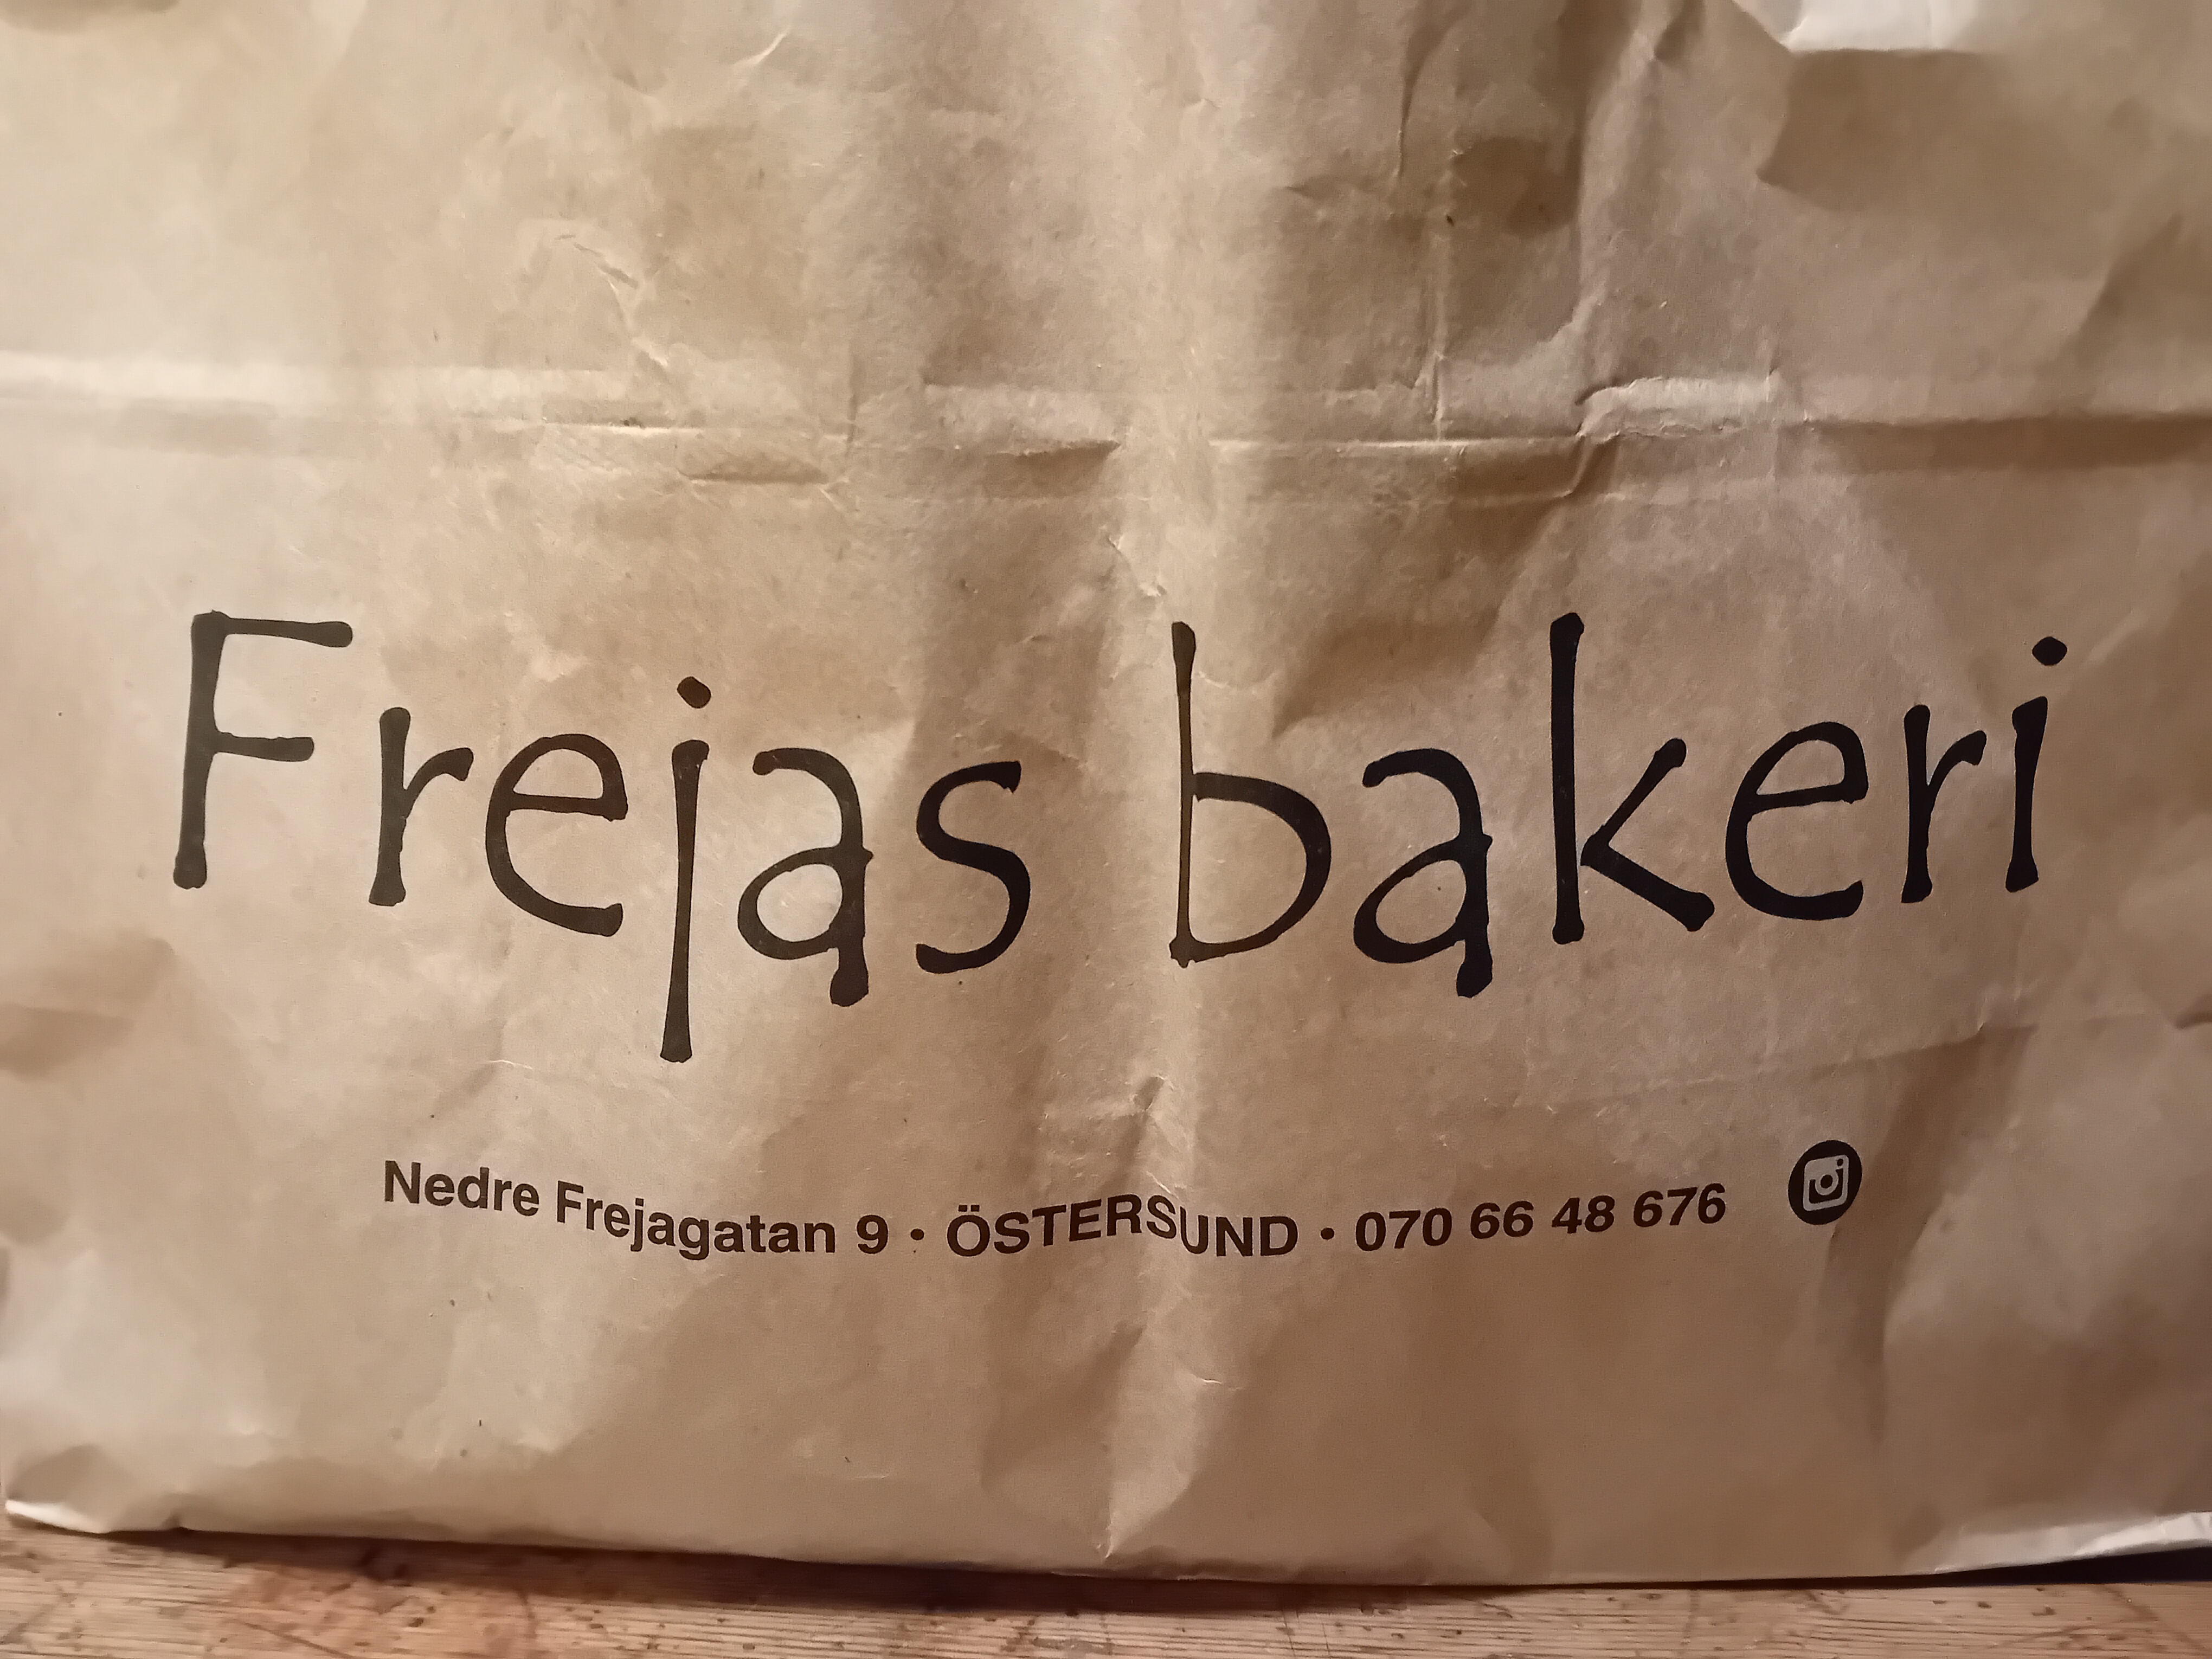 Frejas bakeri
Nedre Frejagatan 9 • ÖSTERSUND • 070 66 48 676